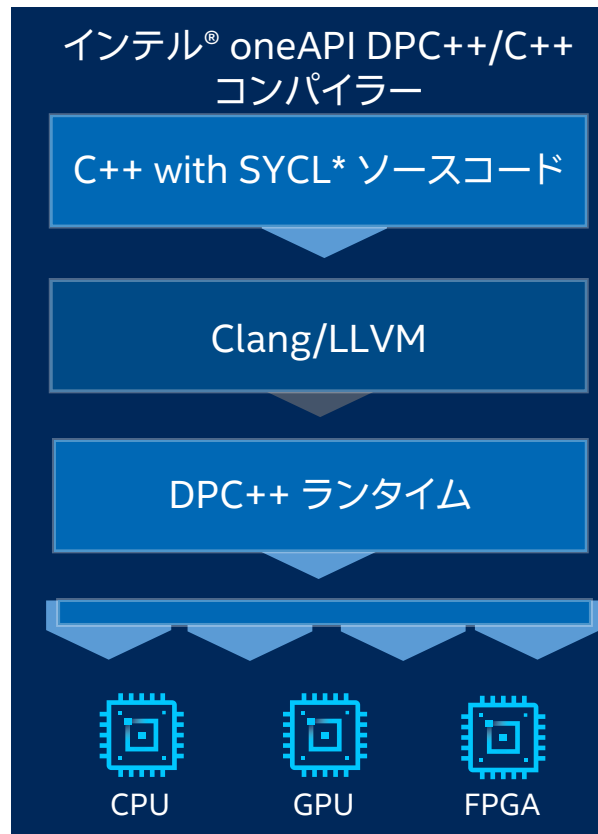 インテル® oneAPI DPC++/C++
コンパイラー
C++ with SYCL* ソースコード
Clang/LLVM
DPC++ ランタイム
CPU
GPU
FPGA